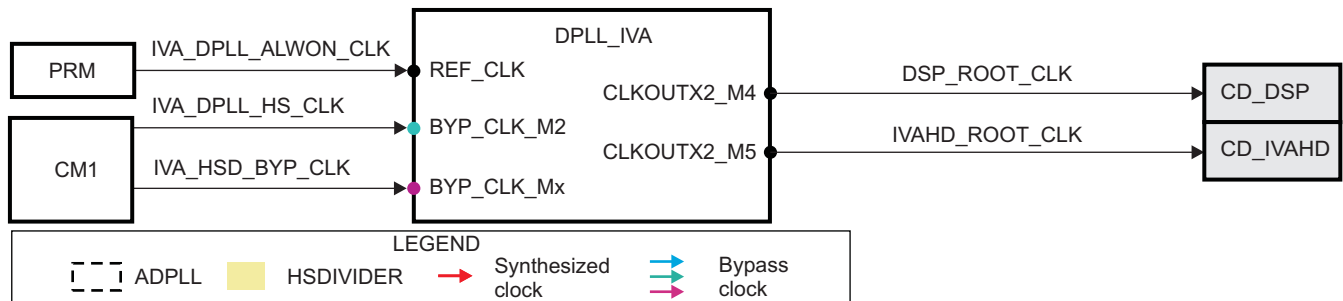 DPLL_IVA
PRM
IVA_DPLL_ALWON_CLK
REF_CLK
IVA_DPLL_HS_CLK
BYP_CLK_M2
CM1
IVA_HSD_BYP_CLK
BYP_CLK_Mx
CLKOUTX2_M4
DSP_ROOT_CLK
CD_DSP
CLKOUTX2_M5
IVAHD_ROOT_CLK
CD_IVAHD
LEGEND
ADPLL
HSDIVIDER
Synthesized
clock
Bypass
clock